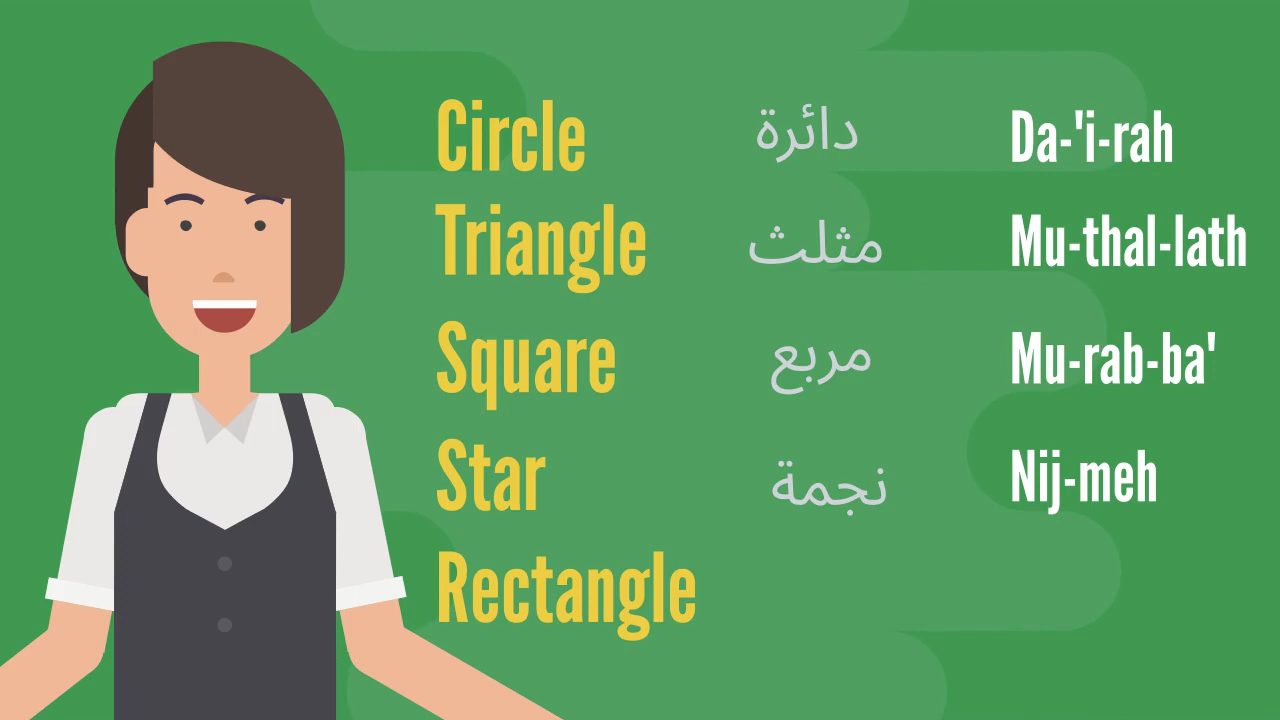 Circle دائرة Da-'i-rah
Triangle مثلث Mu-thal-lath
Square مربع Mu-rab-ba'
Star نجمة Nij-meh
Rectangle